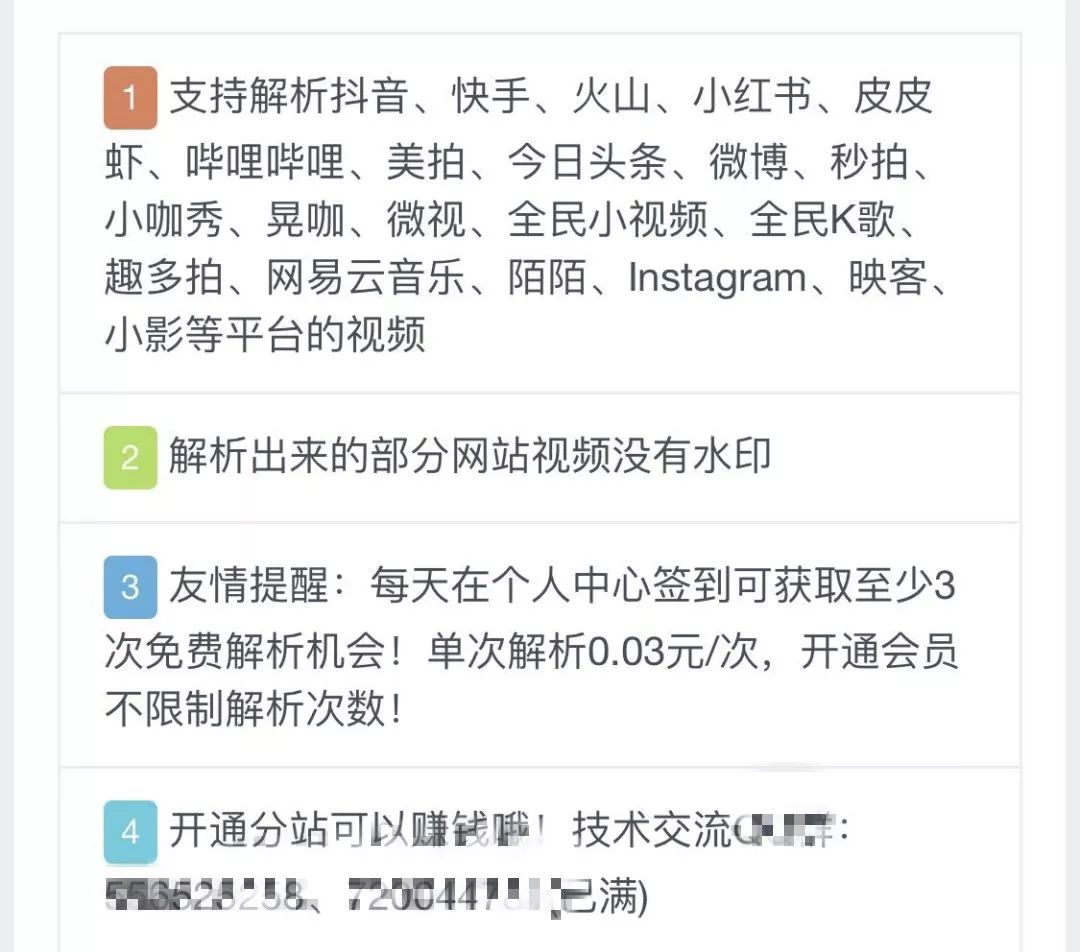 1 支持解析抖音、快手、火山、小红书、皮皮
虾、哔哩哔哩、美拍、今日头条、微博、秒拍、
小咖秀、晃咖、微视、全民小视频、全民K歌、
趣多拍、网易云音乐、陌陌、Instagram、映客、
小影等平台的视频
2 解析出来的部分网站视频没有水印
3 友情提醒：每天在个人中心签到可获取至少3
次免费解析机会！单次解析0.03元/次，开通会员
不限制解析次数！
4 开通分站可以赚钱哦！技术交流群：
、已满)